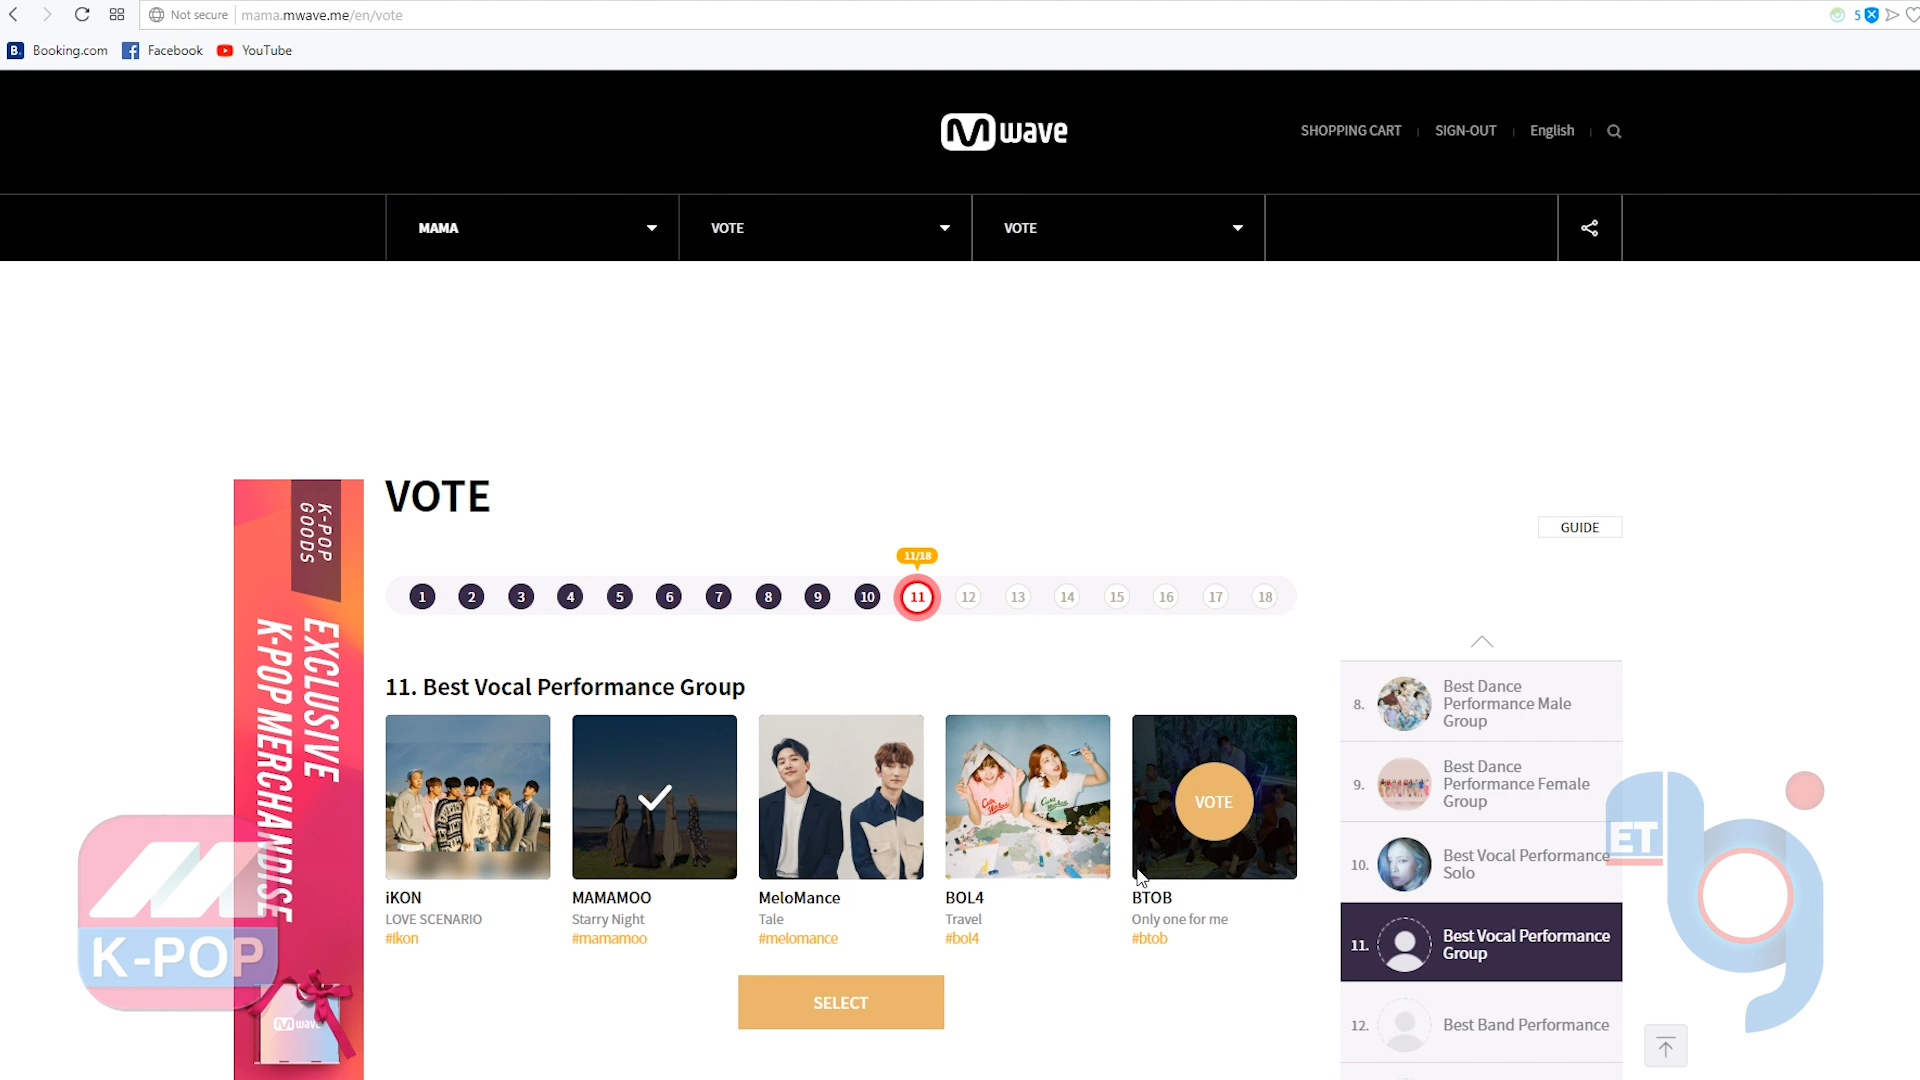 Not secure
mama.mwave.me/en/vote
5
B.
Booking.com
Facebook
YouTube
M wave
SHOPPING CART
SIGN-OUT
English
MAMA
VOTE
VOTE
VOTE
GUIDE
K-POP
GOODS
EXCLUSIVE
K-POP MERCHANDISE
11/18
1 2 3 4 5 6 7 8 9 10 11 12 13 14 15 16 17 18
11. Best Vocal Performance Group
VOTE
iKON
LOVE SCENARIO
#ikon
MAMAMOO
Starry Night
#mamamoo
MeloMance
Tale
#melomance
BOL4
Travel
#bol4
BTOB
Only one for me
#btob
SELECT
8.
Best Dance
Performance Male
Group
9.
Best Dance
Performance Female
Group
10.
Best Vocal Performance
Solo
11.
Best Vocal Performance
Group
12.
Best Band Performance
K-POP
M wave
ET